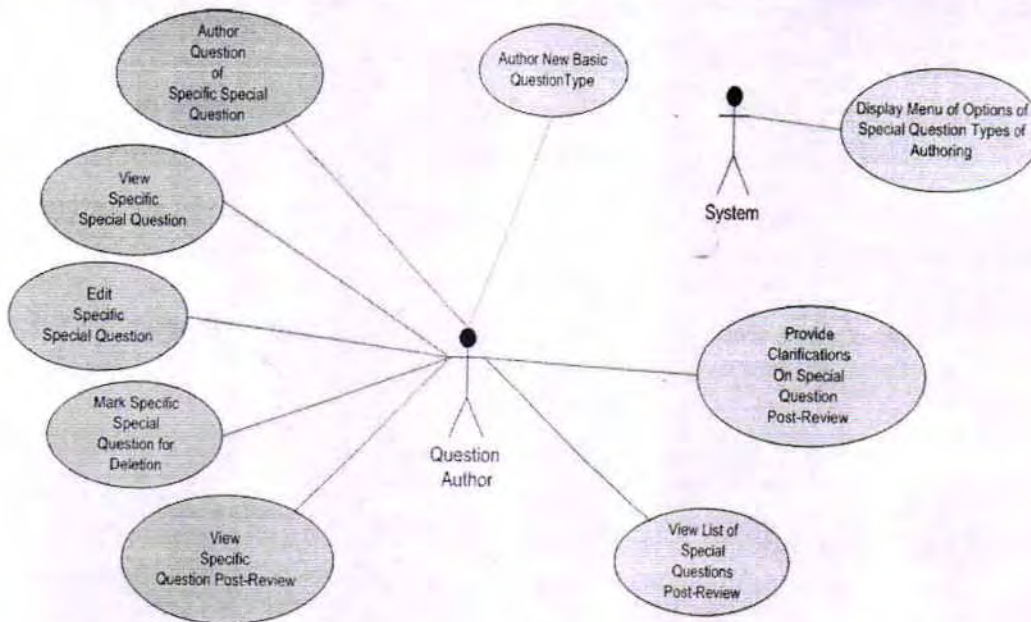 Author
Question
of
Specific Special
Question
Author New Basic
QuestionType
Display Menu of Options of
Special Question Types of
Authoring
System
View
Specific
Special Question
Edit
Specific
Special Question
Mark Specific
Special
Question for
Deletion
View
Specific
Question Post-Review
Question
Author
Provide
Clarifications
On Special
Question
Post-Review
View List of
Special
Questions
Post-Review